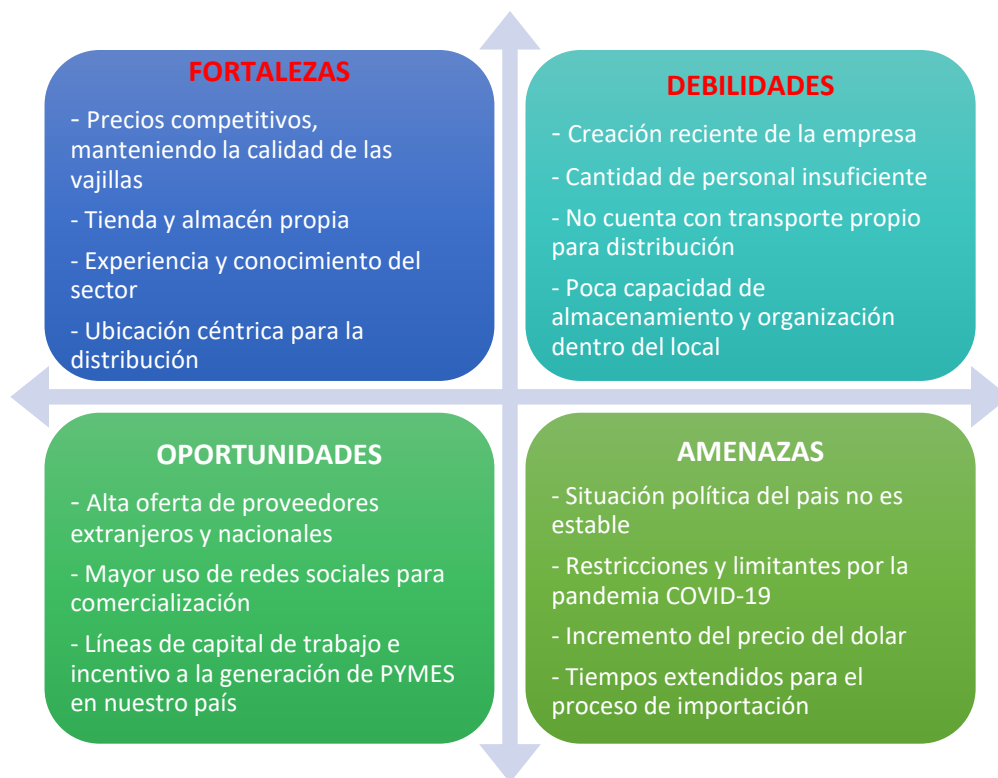 FORTALEZAS
- Precios competitivos,
manteniendo la calidad de las
vajillas
- Tienda y almacén propia
- Experiencia y conocimiento del
sector
- Ubicación céntrica para la
distribución
DEBILIDADES
- Creación reciente de la empresa
- Cantidad de personal insuficiente
- No cuenta con transporte propio
para distribución
- Poca capacidad de
almacenamiento y organización
dentro del local
OPORTUNIDADES
- Alta oferta de proveedores
extranjeros y nacionales
- Mayor uso de redes sociales para
comercialización
- Líneas de capital de trabajo e
incentivo a la generación de PYMES
en nuestro país
AMENAZAS
- Situación política del pais no es
estable
- Restricciones y limitantes por la
pandemia COVID-19
- Incremento del precio del dolar
- Tiempos extendidos para el
proceso de importación